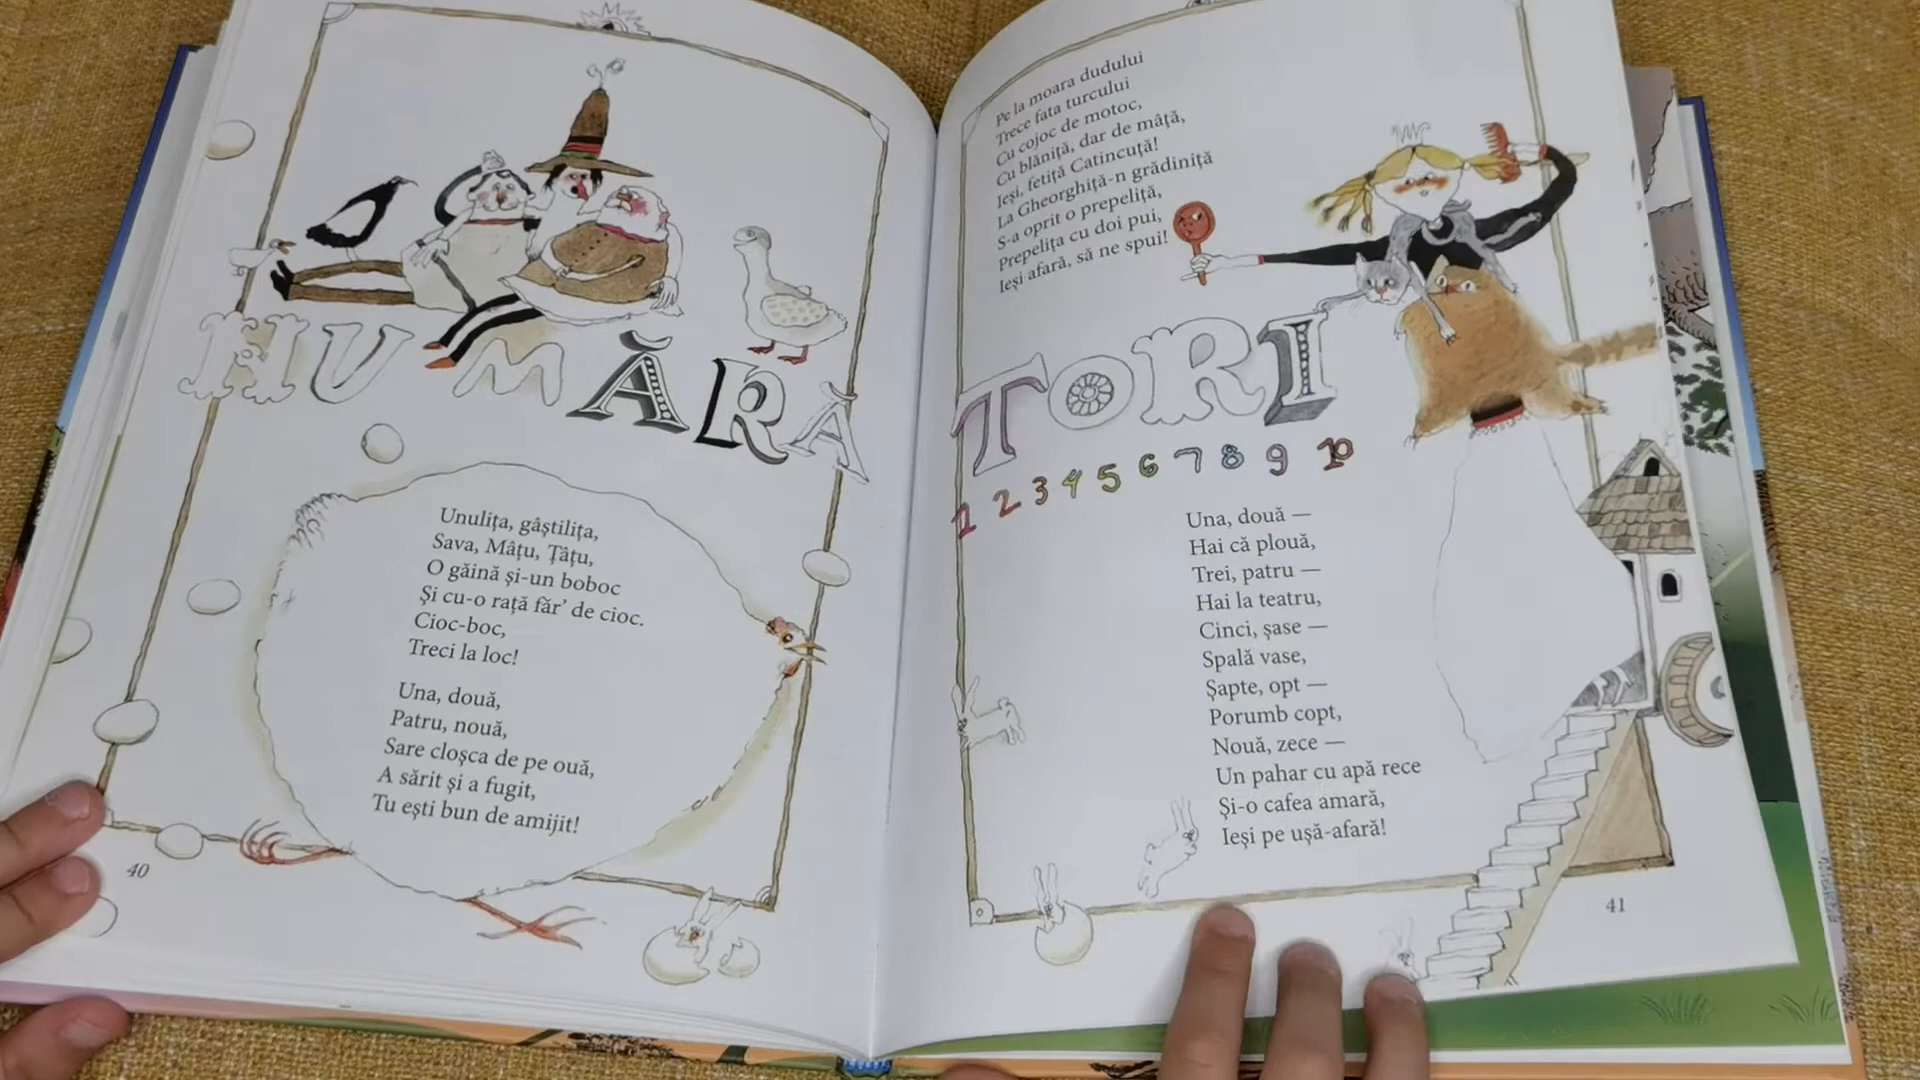 NUMĂRĂ
Unulița, gâștilița,
Sava, Mâțu, Țâțu,
O găină și-un boboc
Și cu-o rață făr’ de cioc.
Cioc-boc,
Treci la loc!
Una, două,
Patru, nouă,
Sare cloșca de pe ouă,
A sărit și a fugit,
Tu ești bun de amijit!
40
Pe la moara dudului
Trece fata turcului
Cu cojoc de motoc,
Cu blăniță, dar de mâță,
Ieși, fetiță Catincuță!
La Gheorghiță-n grădiniță
S-a oprit o prepeliță,
Prepelița cu doi pui,
Ieși afară, să ne spui!
TORI
1 2 3 4 5 6 7 8 9 10
Una, două —
Hai că plouă,
Trei, patru —
Hai la teatru,
Cinci, șase —
Spală vase,
Șapte, opt —
Porumb copt,
Nouă, zece —
Un pahar cu apă rece
Și-o cafea amară,
Ieși pe ușă-afară!
41